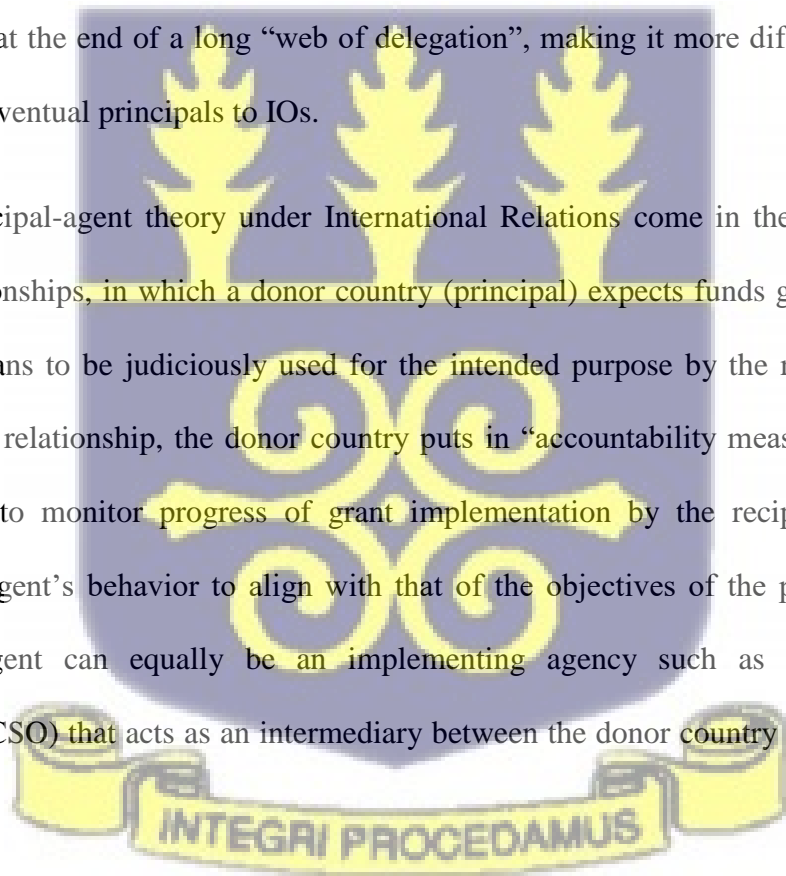 at the end of a long “web of delegation”, making it more dif
ventual principals to IOs.
cipal-agent theory under International Relations come in the
onships, in which a donor country (principal) expects funds g
ans to be judiciously used for the intended purpose by the r
relationship, the donor country puts in “accountability meas
to monitor progress of grant implementation by the recip
gent’s behavior to align with that of the objectives of the p
gent can equally be an implementing agency such as
CSO) that acts as an intermediary between the donor country
INTEGRI PROCEDAMUS